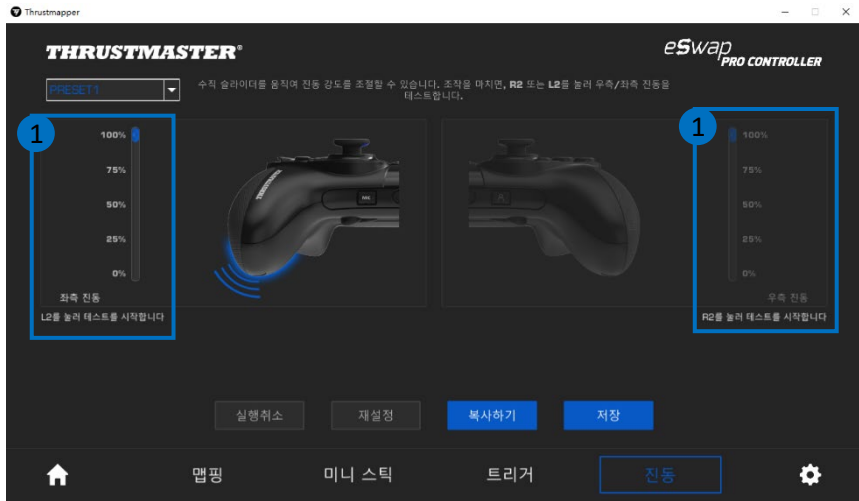 Thrustmapper
THRUSTMASTER®
eSwap
PRO CONTROLLER
PRESET1
수직 슬라이더를 움직여 진동 강도를 조절할 수 있습니다. 조작을 마치면, R2 또는 L2를 눌러 우측/좌측 진동을
테스트합니다.
1
100%
75%
50%
25%
0%
좌측 진동
L2를 눌러 테스트를 시작합니다
THRUSTMASTER
1
100%
75%
50%
25%
0%
우측 진동
R2를 눌러 테스트를 시작합니다
실행취소
재설정
복사하기
저장
맵핑
미니 스틱
트리거
진동